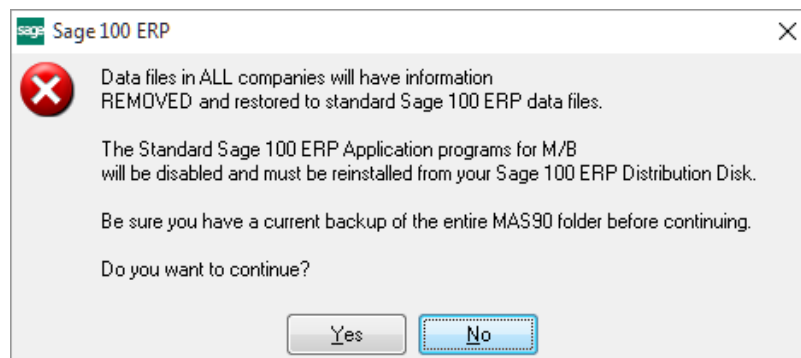 sage Sage 100 ERP
Data files in ALL companies will have information
REMOVED and restored to standard Sage 100 ERP data files.
The Standard Sage 100 ERP Application programs for M/B
will be disabled and must be reinstalled from your Sage 100 ERP Distribution Disk.
Be sure you have a current backup of the entire MAS90 folder before continuing.
Do you want to continue?
Yes No